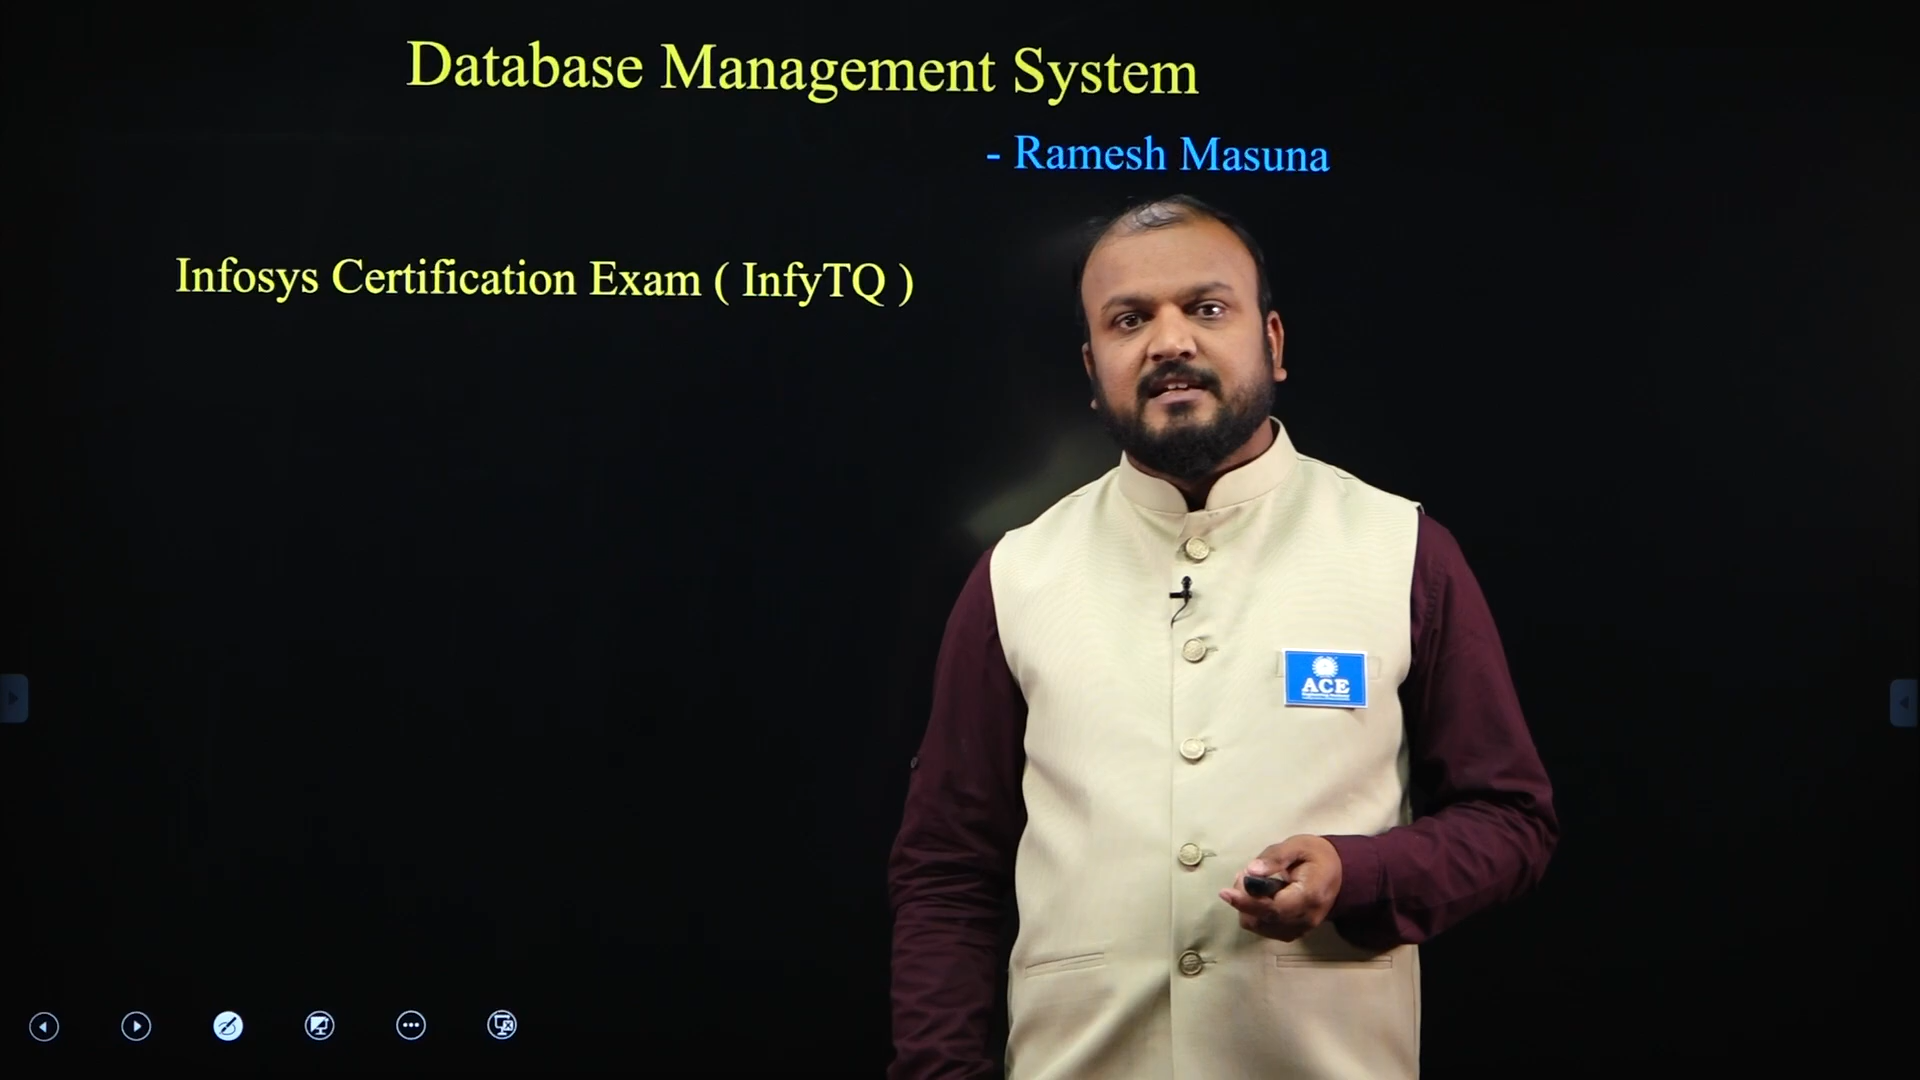 Database Management System
- Ramesh Masuna
Infosys Certification Exam ( InfyTQ )
ACE